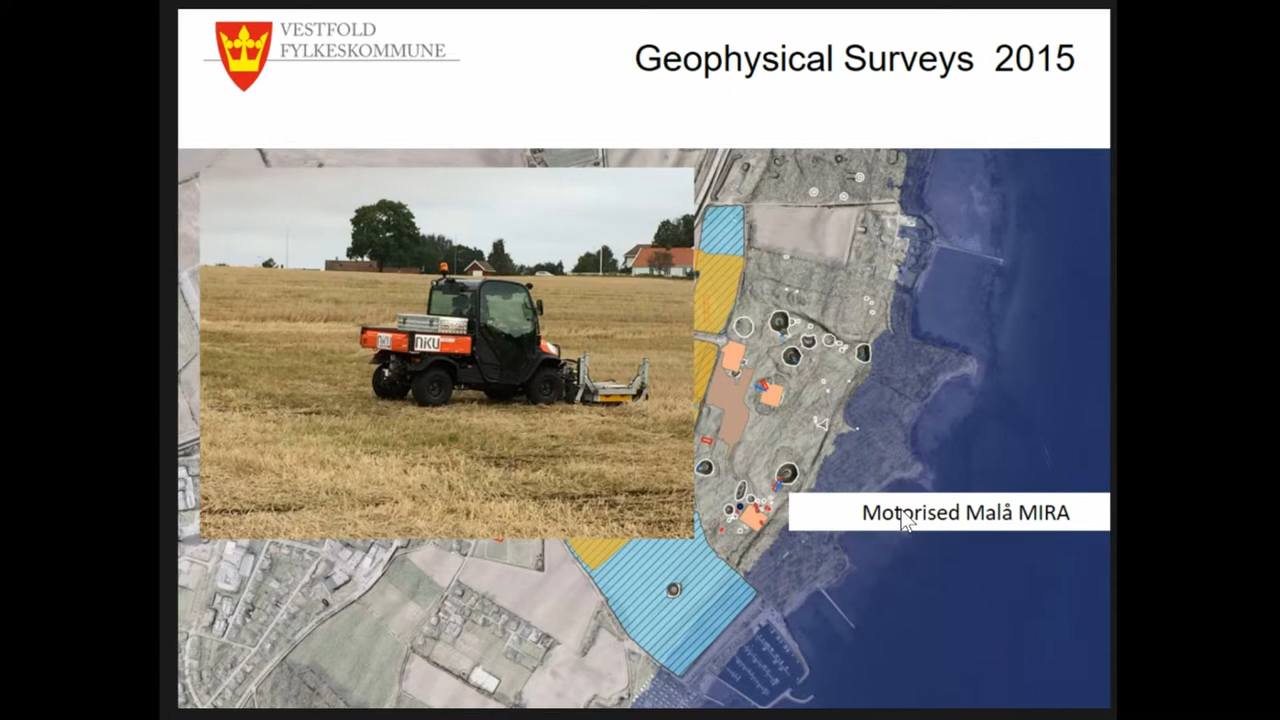 VESTFOLD
FYLKESKOMMUNE
Geophysical Surveys 2015
NIKU
Motorised Malå MIRA